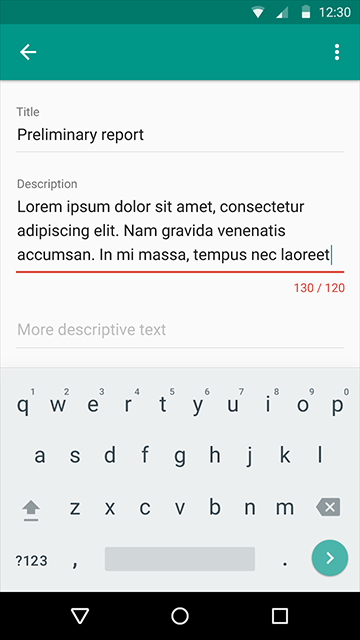 12:30
Title
Preliminary report
Description
Lorem ipsum dolor sit amet, consectetur
adipiscing elit. Nam gravida venenatis
accumsan. In mi massa, tempus nec laoreet
130 / 120
More descriptive text
1 2 3 4 5 6 7 8 9 0
q w e r t y u i o p
a s d f g h j k l
z x c v b n m
?123 , .